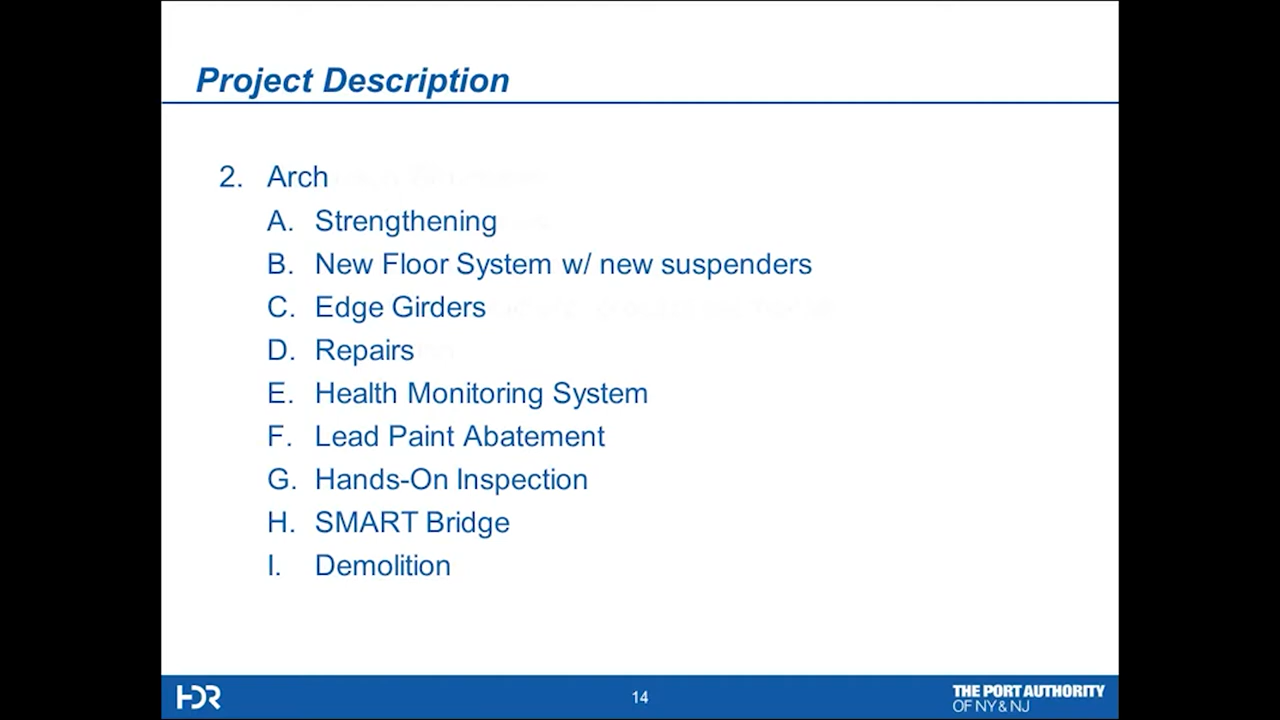 Project Description
2. Arch
A. Strengthening
B. New Floor System w/ new suspenders
C. Edge Girders
D. Repairs
E. Health Monitoring System
F. Lead Paint Abatement
G. Hands-On Inspection
H. SMART Bridge
I. Demolition
HDR
14
THE PORT AUTHORITY
OF NY & NJ